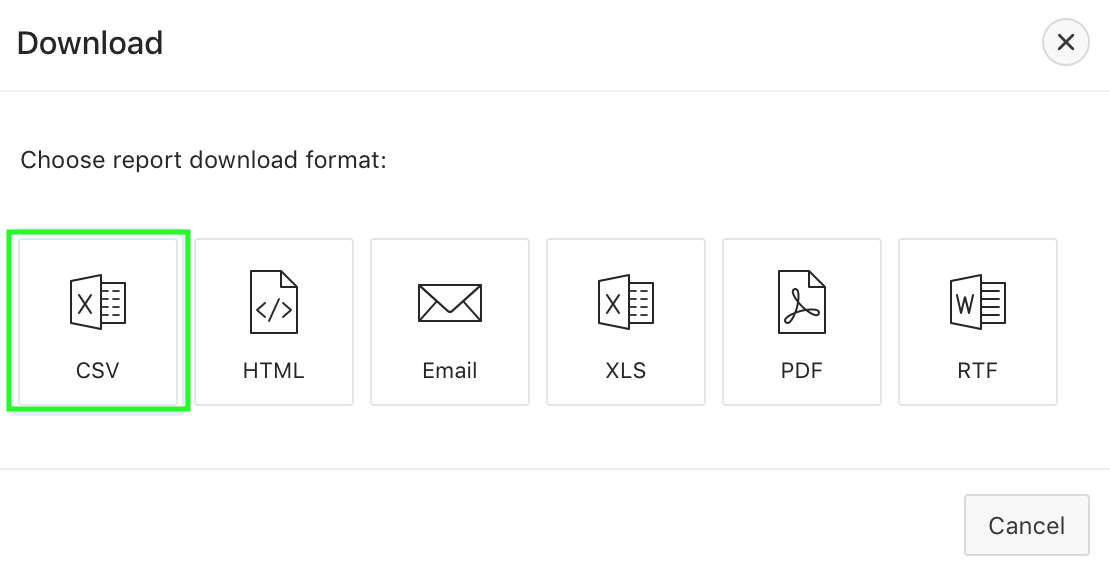 Download
Choose report download format:
X </> X W
CSV HTML Email XLS PDF RTF
Cancel